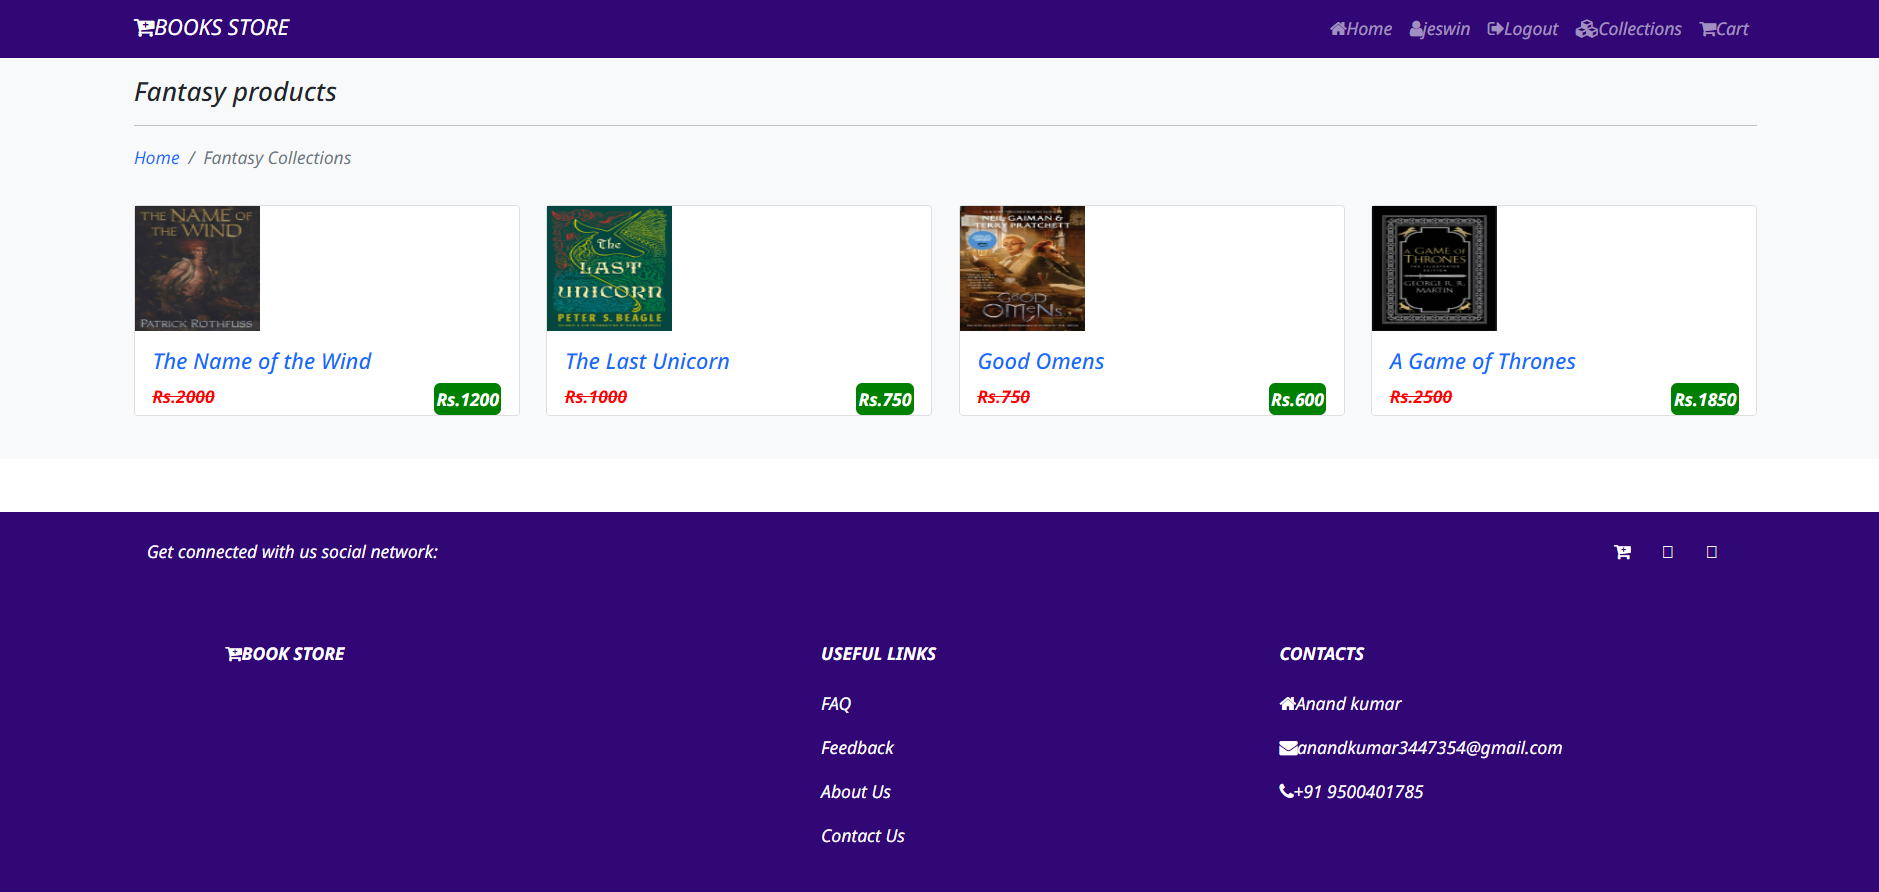 BOOKS STORE
Home jeswin Logout Collections Cart
Fantasy products
Home / Fantasy Collections
THE NAME OF
THE WIND
PATRICK ROTHFUSS
The
LAST
UNICORN
PETER S. BEAGLE
NEIL GAIMAN &
TERRY PRATCHETT
GOOD
OMENS
A GAME OF
THRONES
THE ILLUSTRATED
EDITION
GEORGE R. R.
MARTIN
The Name of the Wind
Rs.2000 Rs.1200
The Last Unicorn
Rs.1000 Rs.750
Good Omens
Rs.750 Rs.600
A Game of Thrones
Rs.2500 Rs.1850
Get connected with us social network:
BOOK STORE
USEFUL LINKS
FAQ
Feedback
About Us
Contact Us
CONTACTS
Anand kumar
anandkumar3447354@gmail.com
+91 9500401785